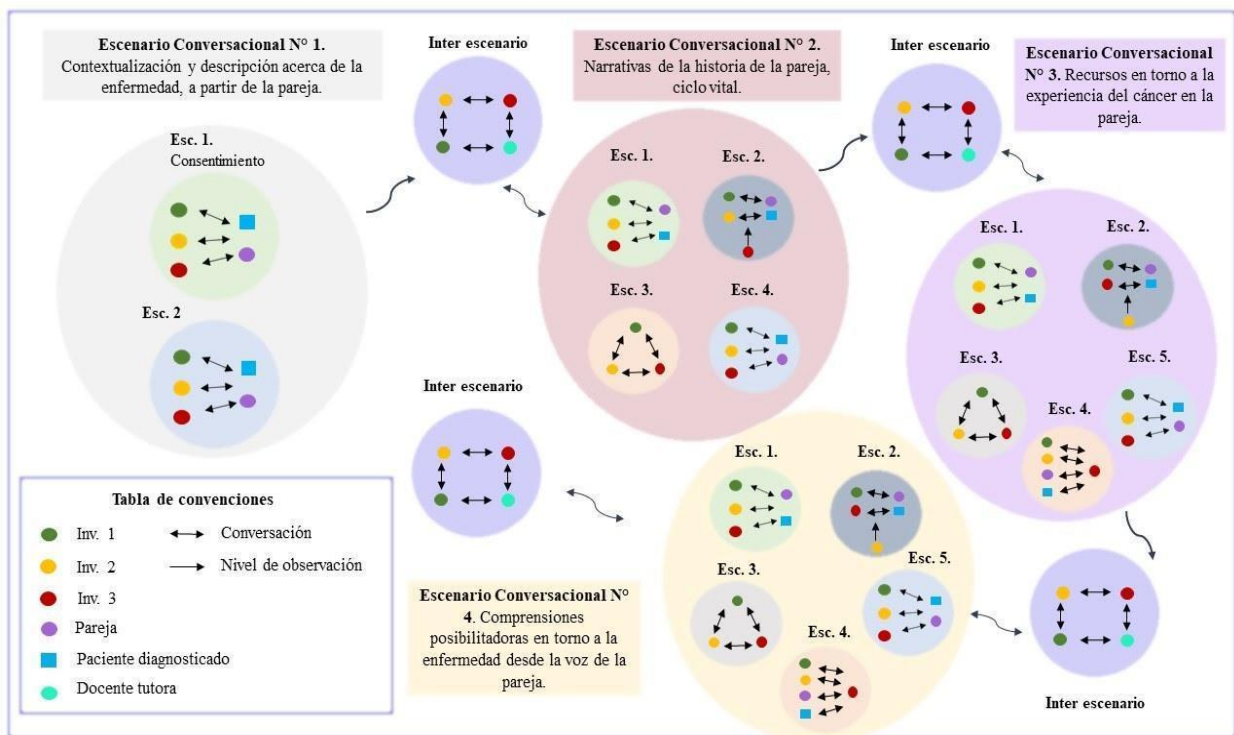 Escenario Conversacional N° 1.
Contextualización y descripción acerca de la
enfermedad, a partir de la pareja.
Esc. 1.
Consentimiento
Esc. 2
Inter escenario
Escenario Conversacional N° 2.
Narrativas de la historia de la pareja,
ciclo vital.
Esc. 1.
Esc. 2.
Esc. 3.
Esc. 4.
Inter escenario
Escenario Conversacional
N° 3. Recursos en torno a la
experiencia del cáncer en la
pareja.
Esc. 1.
Esc. 2.
Esc. 3.
Esc. 5.
Esc. 4.
Inter escenario
Escenario Conversacional N°
4. Comprensiones
posibilitadoras en torno a la
enfermedad desde la voz de la
pareja.
Esc. 1.
Esc. 2.
Esc. 3.
Esc. 5.
Esc. 4.
Inter escenario
Tabla de convenciones
Inv. 1
Conversación
Inv. 2
Nivel de observación
Inv. 3
Pareja
Paciente diagnosticado
Docente tutora